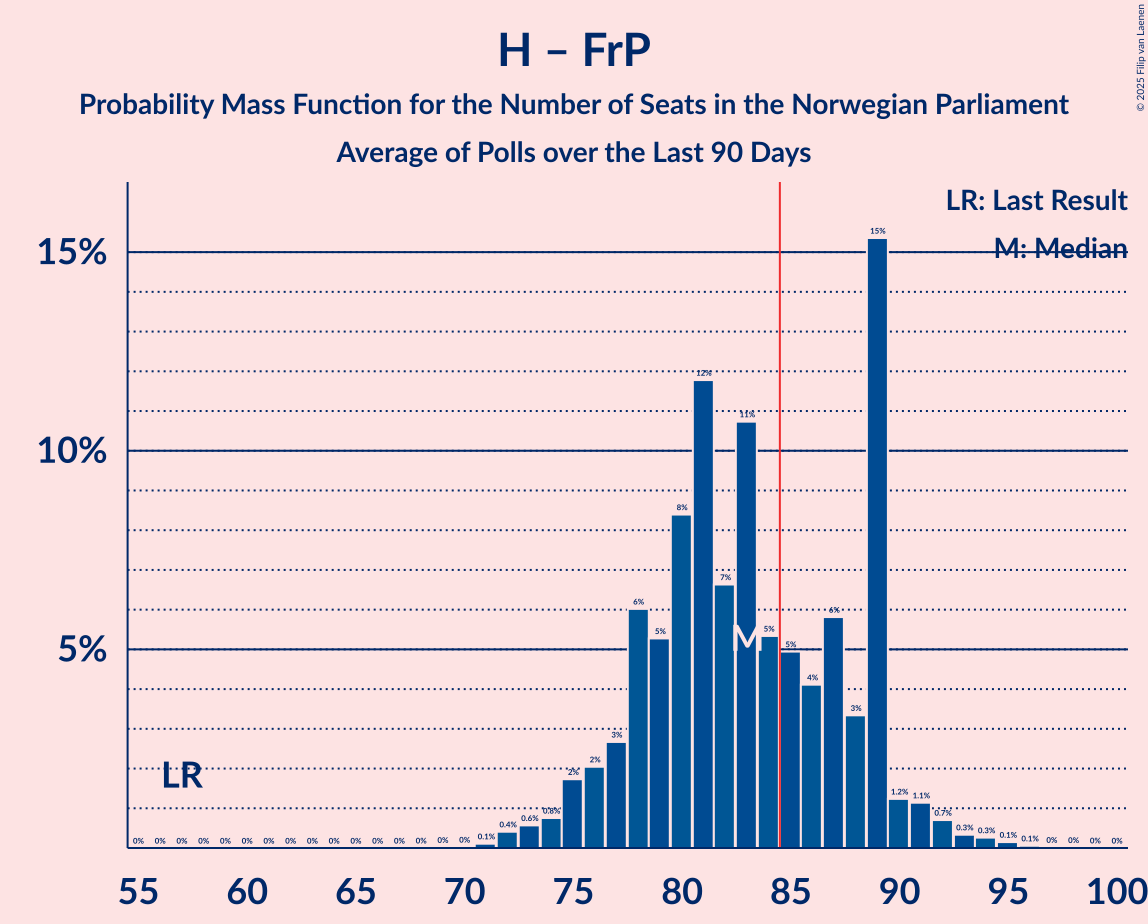 © 2025 Filip van Laenen
H – FrP
Probability Mass Function for the Number of Seats in the Norwegian Parliament
Average of Polls over the Last 90 Days
LR: Last Result
M: Median
15%
10%
5%
LR
M
0% 0% 0% 0% 0% 0% 0% 0% 0% 0% 0% 0% 0% 0% 0% 0% 0.1% 0.4% 0.6% 0.8% 2% 2% 3% 6% 5% 8% 12% 7% 11% 5% 5% 4% 6% 3% 15% 1.2% 1.1% 0.7% 0.3% 0.3% 0.1% 0.1% 0% 0% 0% 0%
55 60 65 70 75 80 85 90 95 100